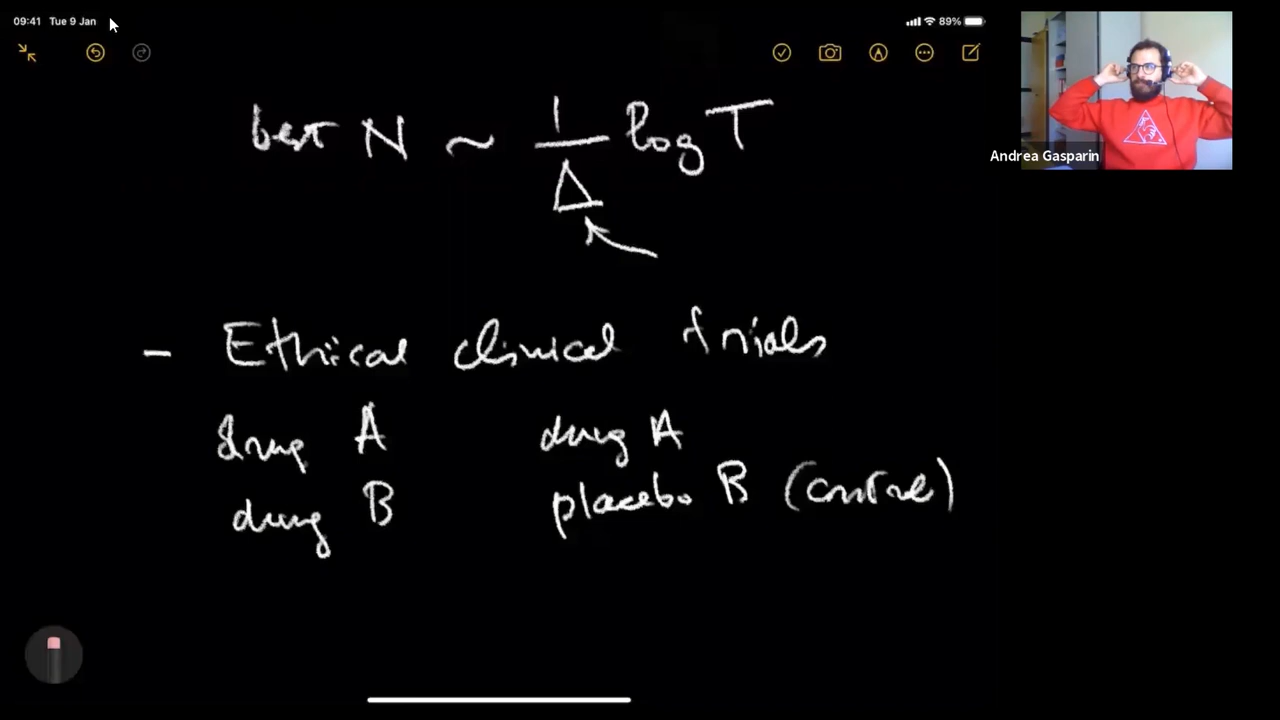 09:41 Tue 9 Jan
89%
best N ~ 1/Δ log T
Andrea Gasparin
- Ethical clinical trials
drug A drug A
drug B placebo B (control)